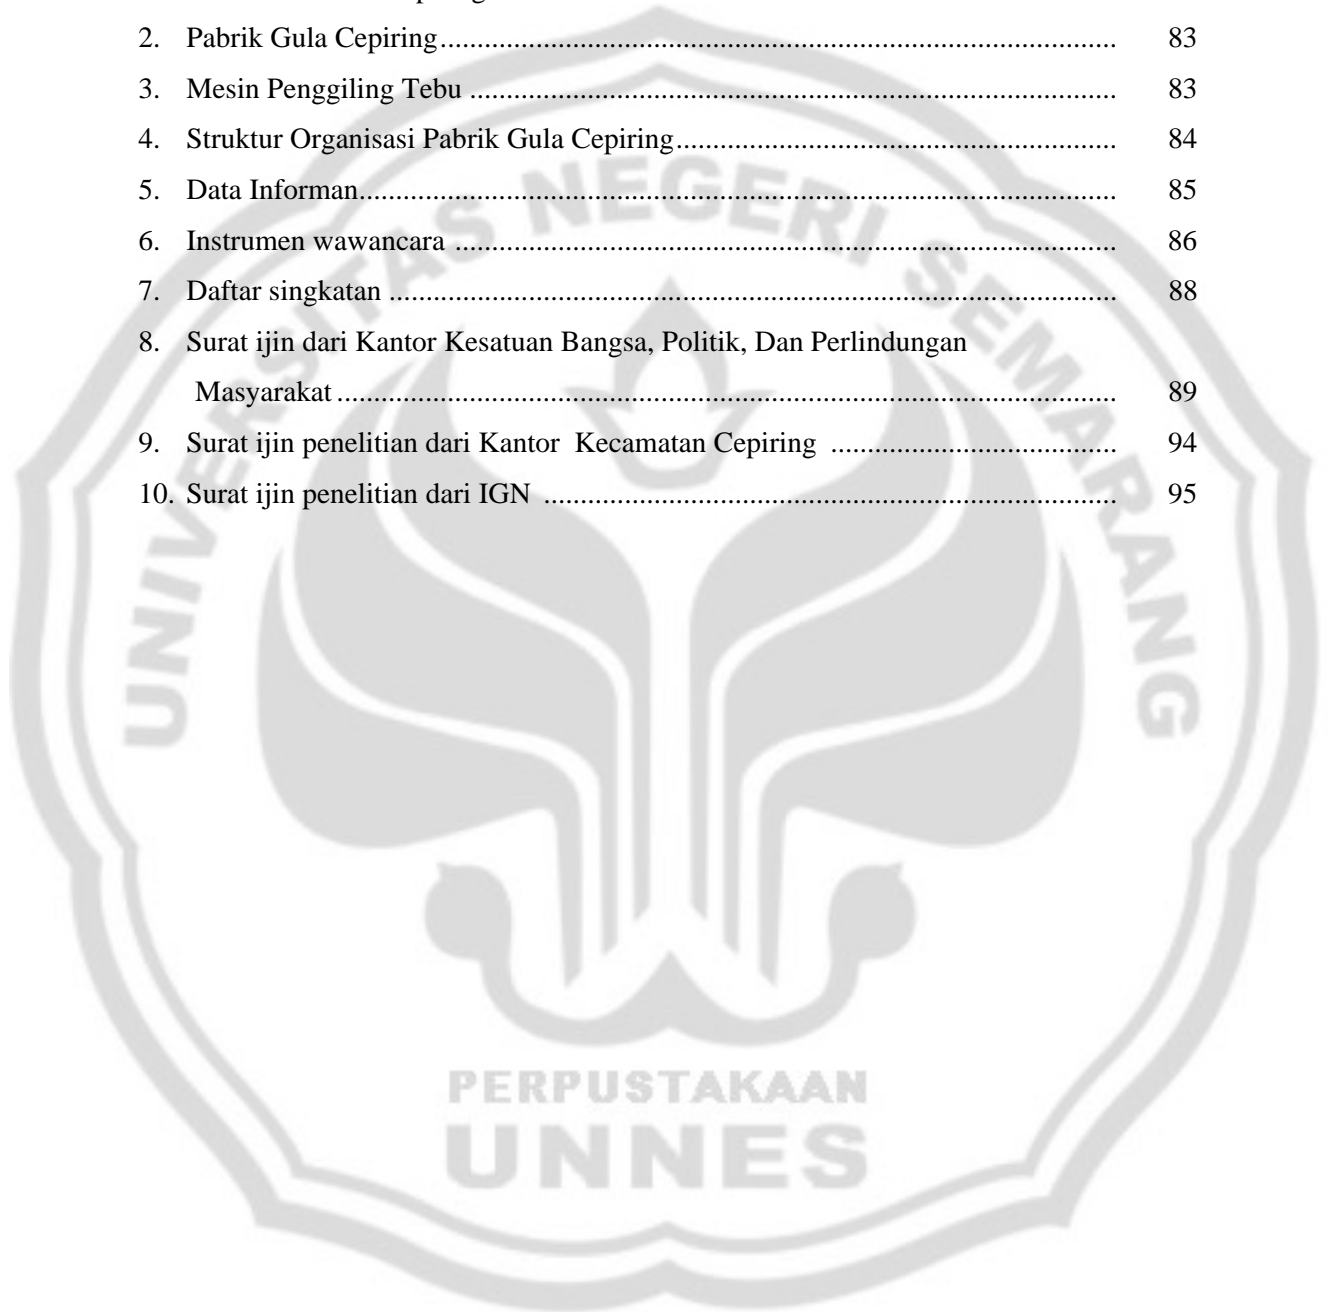 2. Pabrik Gula Cepiring........................................................................................... 83
3. Mesin Penggiling Tebu ....................................................................................... 83
4. Struktur Organisasi Pabrik Gula Cepiring........................................................... 84
5. Data Informan...................................................................................................... 85
6. Instrumen wawancara ......................................................................................... 86
7. Daftar singkatan .................................................................................................. 88
8. Surat ijin dari Kantor Kesatuan Bangsa, Politik, Dan Perlindungan
Masyarakat ......................................................................................................... 89
9. Surat ijin penelitian dari Kantor Kecamatan Cepiring ...................................... 94
10. Surat ijin penelitian dari IGN ............................................................................. 95
UNIVERSITAS NEGERI SEMARANG
PERPUSTAKAAN
UNNES